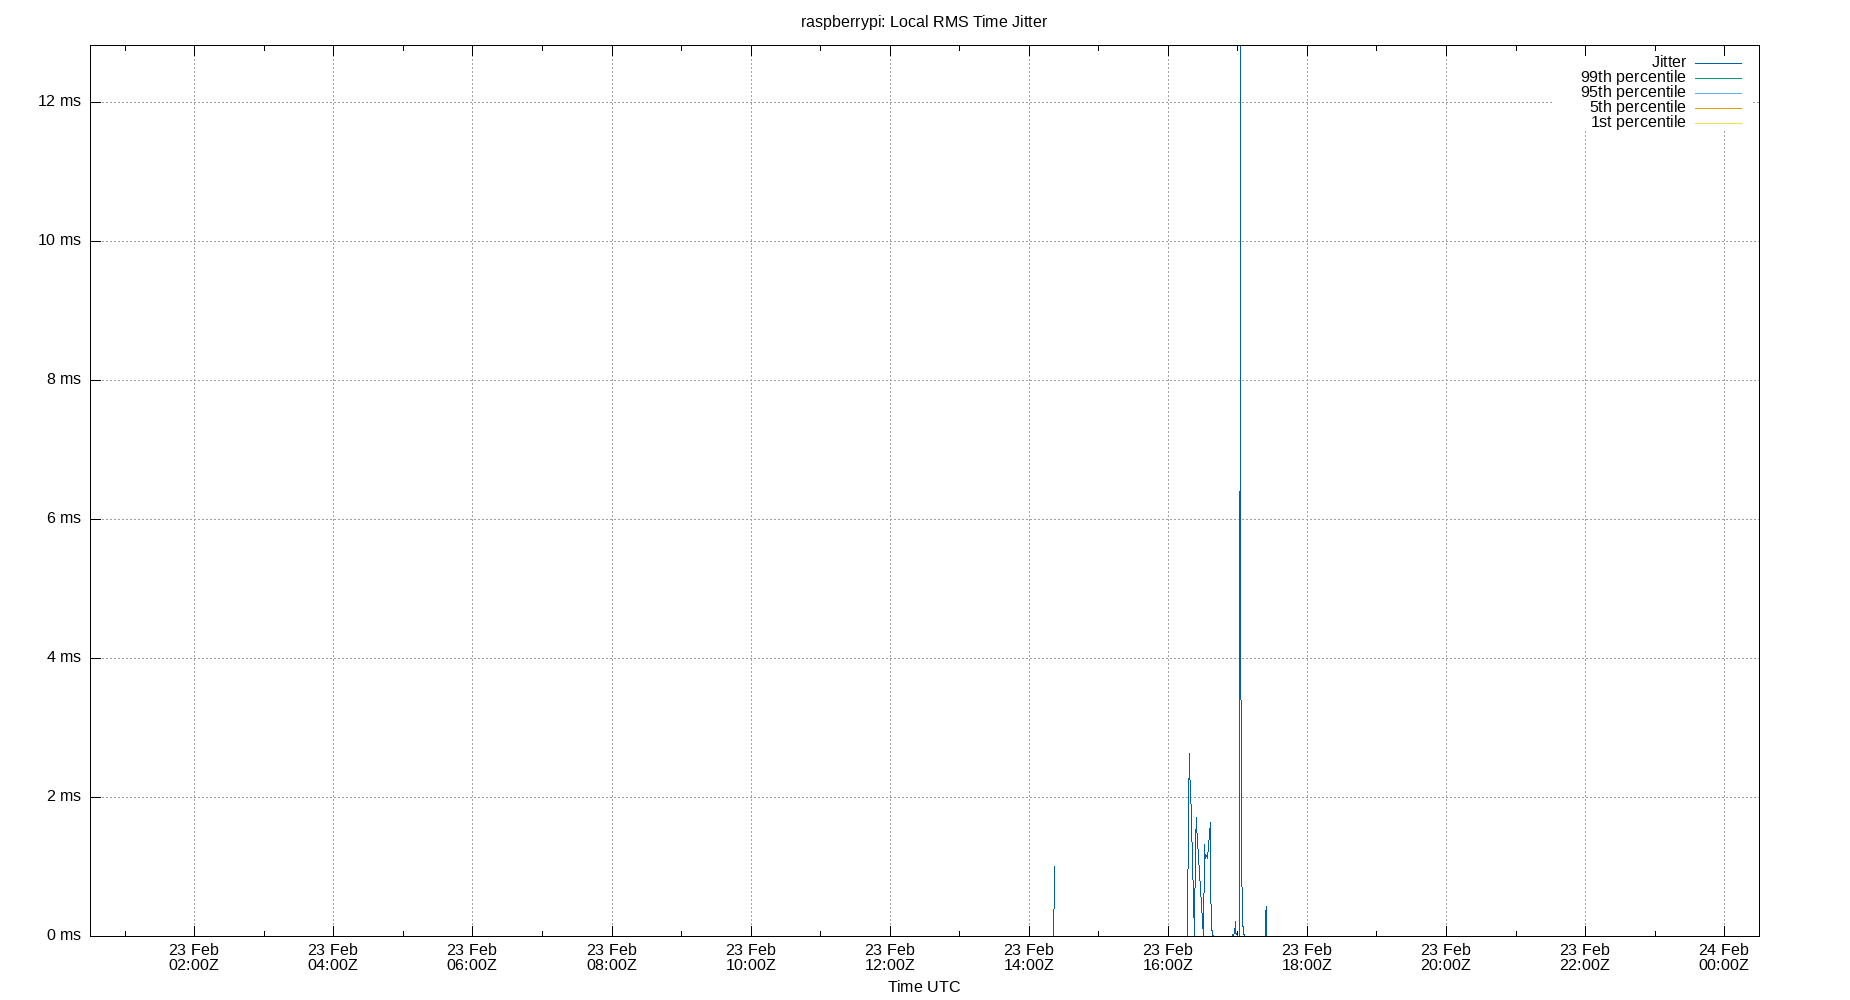 raspberrypi: Local RMS Time Jitter
Jitter
99th percentile
95th percentile
5th percentile
1st percentile
12 ms
10 ms
8 ms
6 ms
4 ms
2 ms
0 ms
23 Feb 23 Feb 23 Feb 23 Feb 23 Feb 23 Feb 23 Feb 23 Feb 23 Feb 23 Feb 23 Feb 24 Feb
02:00Z 04:00Z 06:00Z 08:00Z 10:00Z 12:00Z 14:00Z 16:00Z 18:00Z 20:00Z 22:00Z 00:00Z
Time UTC